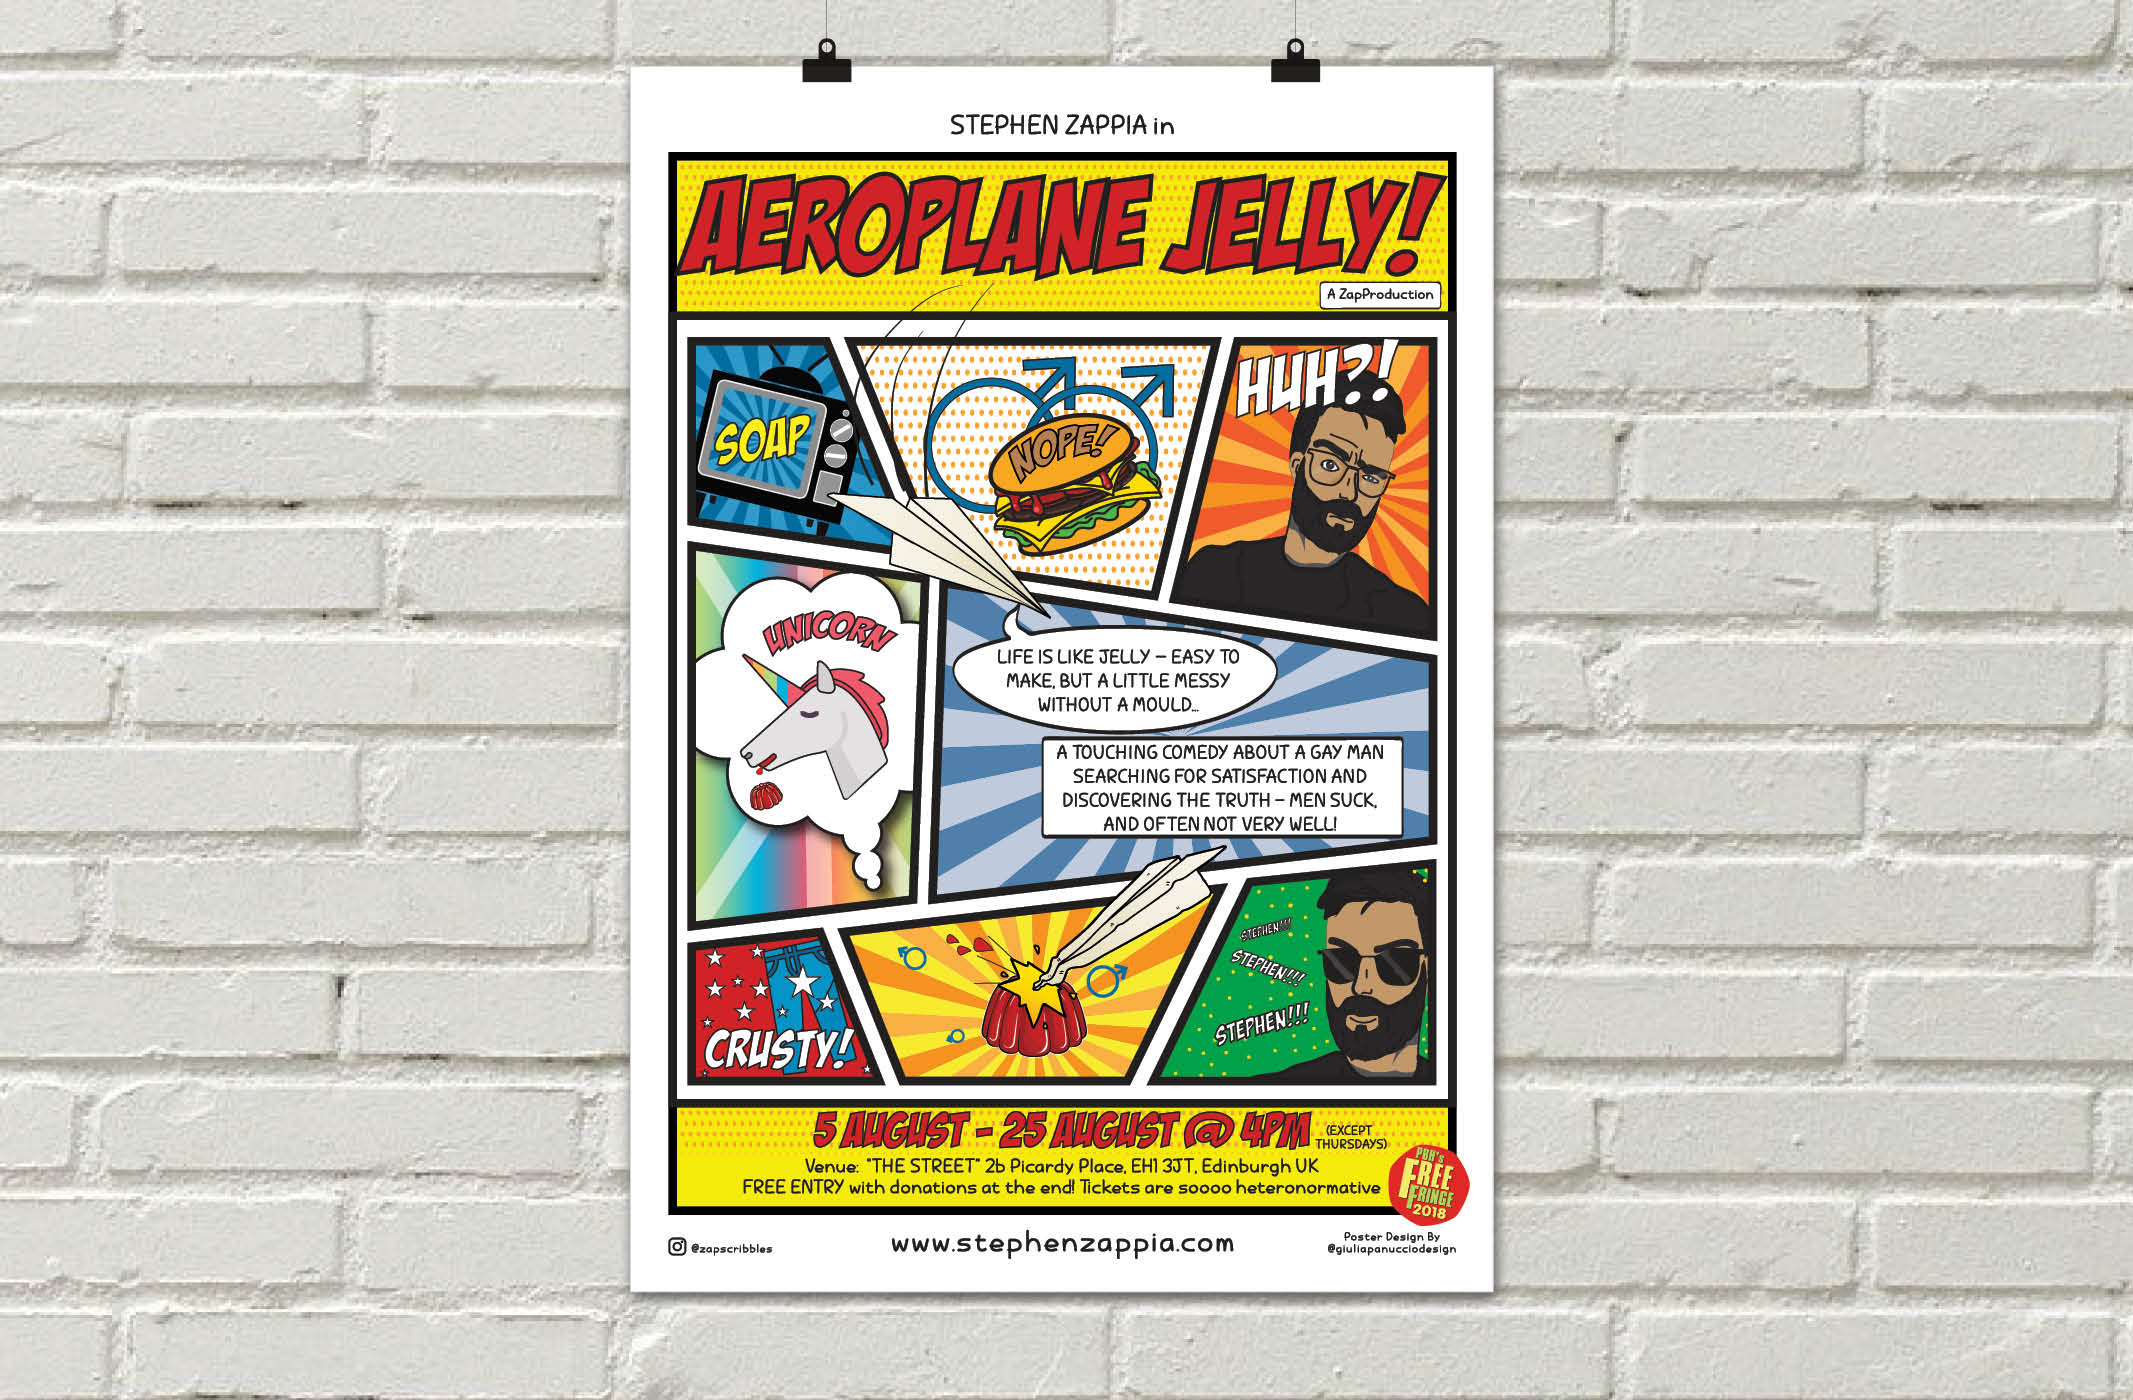 STEPHEN ZAPPIA in
AEROPLANE JELLY!
A ZapProduction
SOAP
NOPE!
HUH?!
UNICORN
LIFE IS LIKE JELLY – EASY TO
MAKE, BUT A LITTLE MESSY
WITHOUT A MOULD...
A TOUCHING COMEDY ABOUT A GAY MAN
SEARCHING FOR SATISFACTION AND
DISCOVERING THE TRUTH – MEN SUCK,
AND OFTEN NOT VERY WELL!
CRUSTY!
STEPHEN!!!
STEPHEN!!!
STEPHEN!!!
5 AUGUST - 25 AUGUST @ 4PM
(EXCEPT
THURSDAYS)
Venue: "THE STREET" 2b Picardy Place, EH1 3JT, Edinburgh UK
FREE ENTRY with donations at the end! Tickets are soooo heteronormative
PBH's
FREE
FRINGE
2018
@zapscribbles
www.stephenzappia.com
Poster Design By
@giuliapanucciodesign